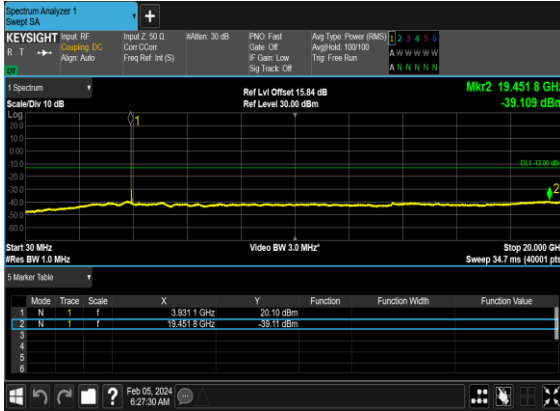 Spectrum Analyzer 1
Swept SA
+
KEYSIGHT Input: RF Input Z: 50 Ω #Atten: 30 dB PNO: Fast Avg Type: Power (RMS) 1 2 3 4 5 6
R T Coupling: DC Corr CCorr Gate: Off Avg|Hold: 100/100 A W W W W W
Align: Auto Freq Ref: Int (S) IF Gain: Low Trig: Free Run A N N N N N
Sig Track: Off
1 Spectrum
Ref Lvl Offset 15.84 dB Mkr2 19.451 8 GHz
Scale/Div 10 dB Ref Level 30.00 dBm -39.109 dBm
Log
20.0
10.0
0.00
-10.0
-20.0
-30.0
-40.0
-50.0
-60.0
1
DL1 -13.00 dBm
2
Start 30 MHz Video BW 3.0 MHz* Stop 20.000 GHz
#Res BW 1.0 MHz Sweep 34.7 ms (40001 pts)
5 Marker Table
Mode Trace Scale X Y Function Function Width Function Value
1 N 1 f 3.931 1 GHz 20.10 dBm
2 N 1 f 19.451 8 GHz -39.11 dBm
3
4
5
6
? Feb 05, 2024
6:27:30 AM